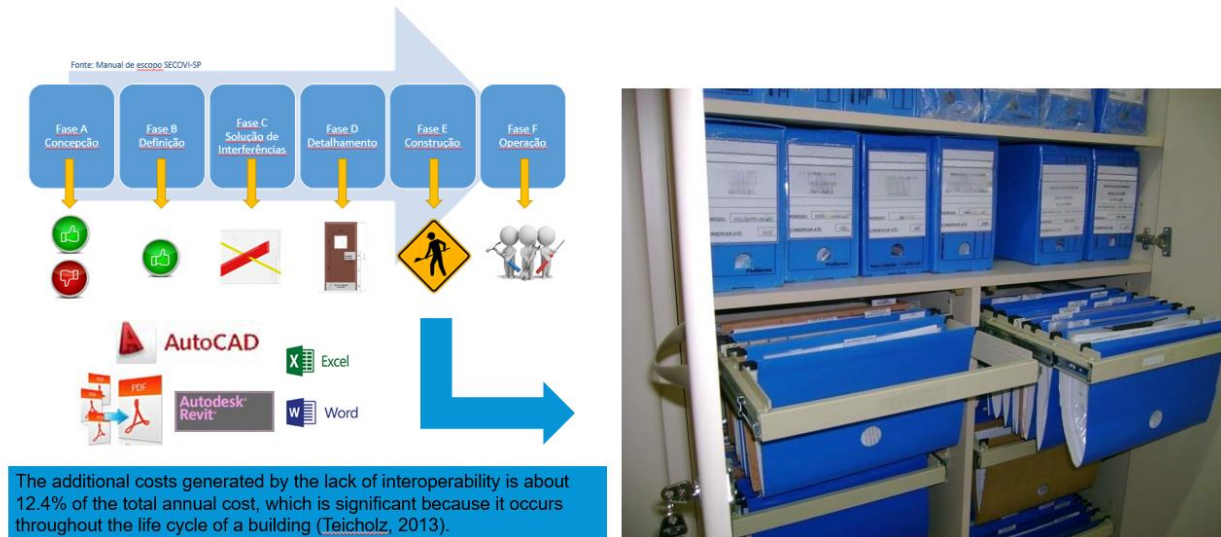 Fonte: Manual de escopo SECOVI-SP
Fase A
Concepção
Fase B
Definição
Fase C
Solução de
Interferências
Fase D
Detalhamento
Fase E
Construção
Fase F
Operação
AutoCAD
Excel
PDF
Autodesk
Revit
Word
The additional costs generated by the lack of interoperability is about
12.4% of the total annual cost, which is significant because it occurs
throughout the life cycle of a building (Teicholz, 2013).